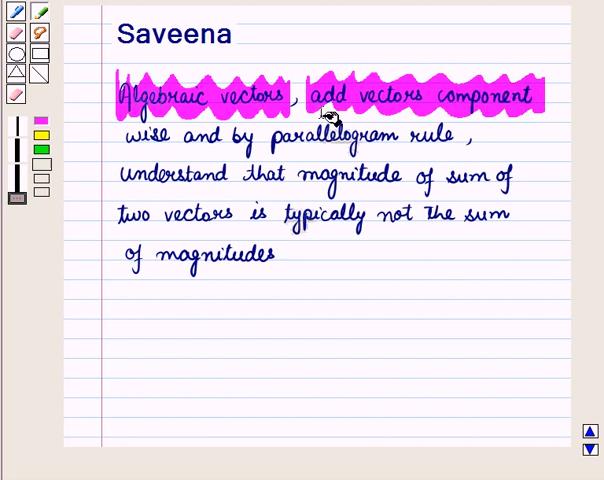 Saveena
Algebraic vectors, add vectors component
wise and by parallelogram rule,
understand that magnitude of sum of
two vectors is typically not the sum
of magnitudes